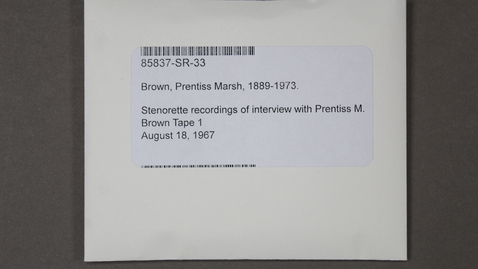 85837-SR-33
Brown, Prentiss Marsh, 1889-1973.
Stenorette recordings of interview with Prentiss M.
Brown Tape 1
August 18, 1967